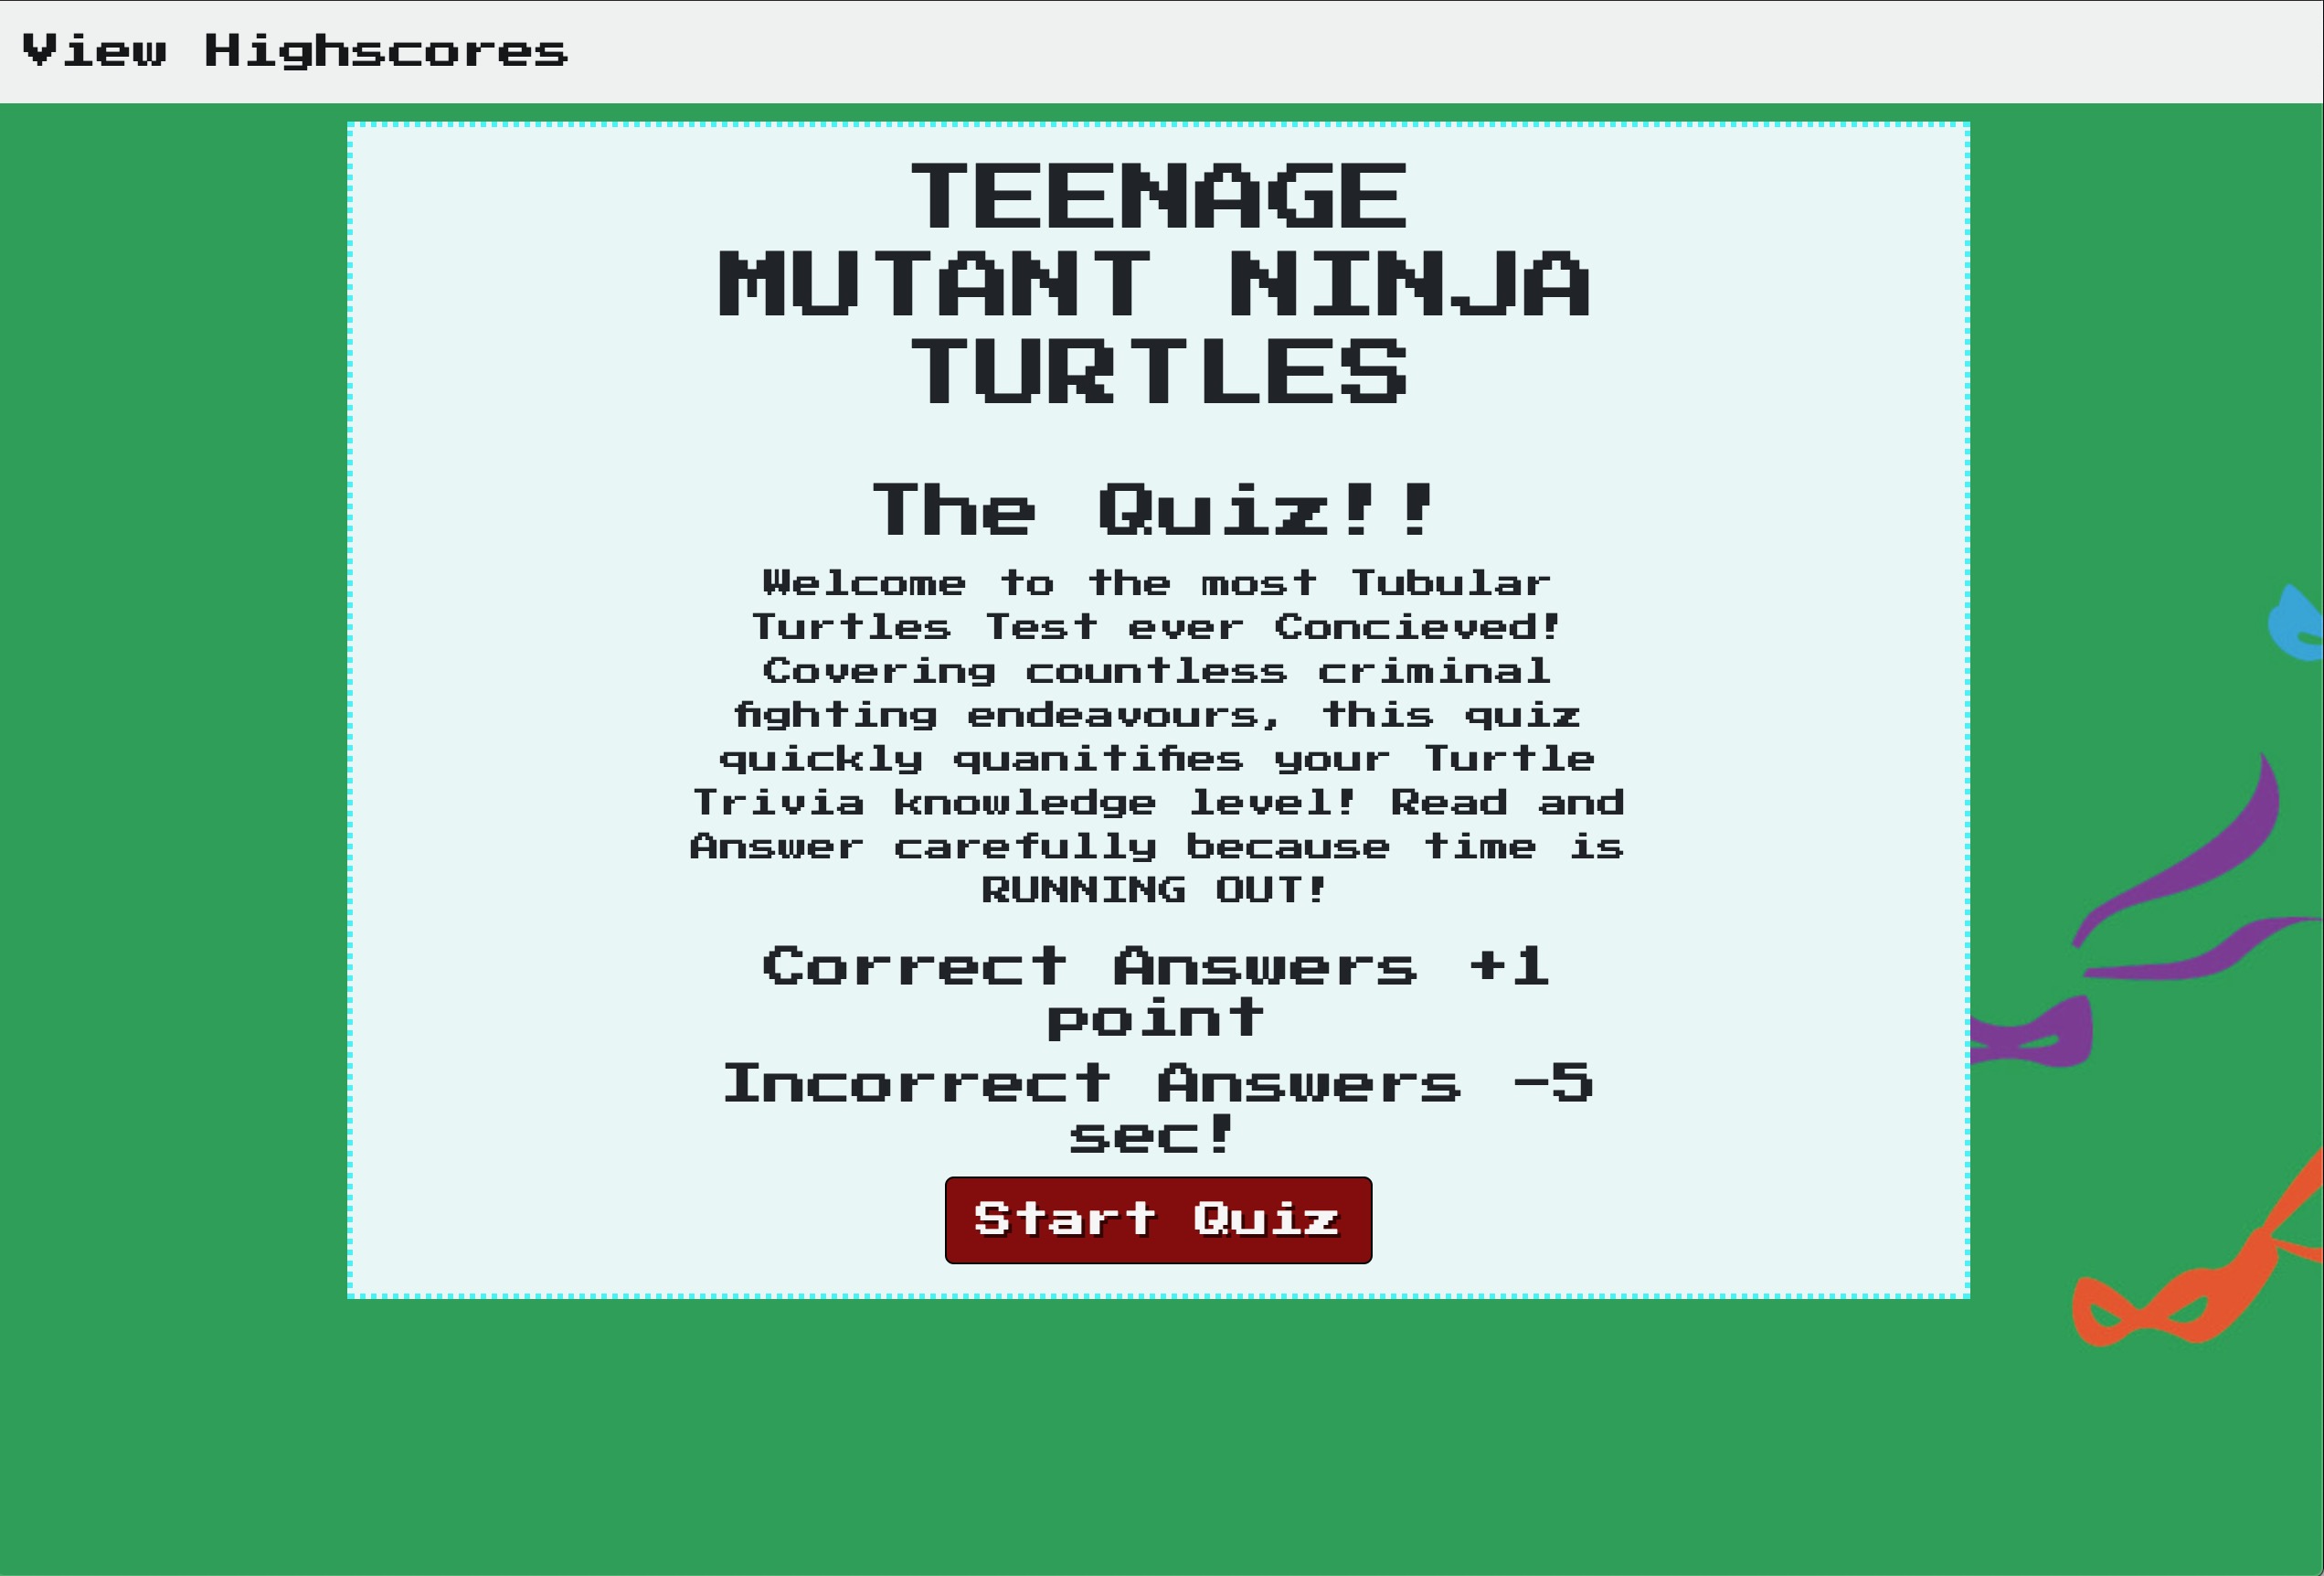 View Highscores
TEENAGE
MUTANT NINJA
TURTLES
The Quiz!!
Welcome to the most Tubular
Turtles Test ever Concieved!
Covering countless criminal
fighting endeavours, this quiz
quickly quanitifies your Turtle
Trivia knowledge level! Read and
Answer carefully because time is
RUNNING OUT!
Correct Answers +1
point
Incorrect Answers -5
sec!
Start Quiz